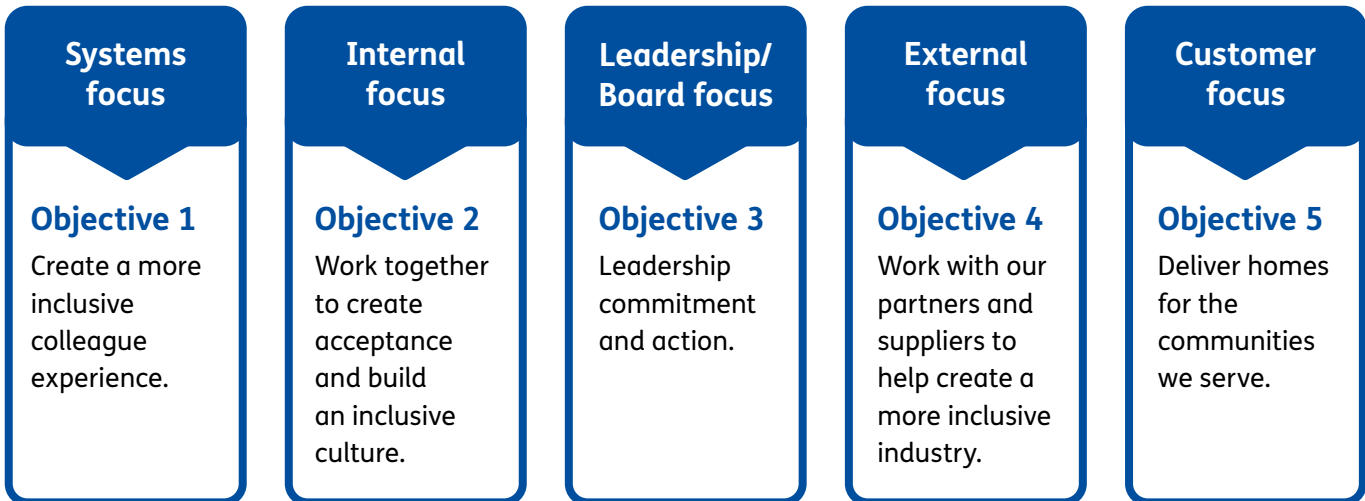 Systems
focus
Objective 1
Create a more
inclusive
colleague
experience.
Internal
focus
Objective 2
Work together
to create
acceptance
and build
an inclusive
culture.
Leadership/
Board focus
Objective 3
Leadership
commitment
and action.
External
focus
Objective 4
Work with our
partners and
suppliers to
help create a
more inclusive
industry.
Customer
focus
Objective 5
Deliver homes
for the
communities
we serve.